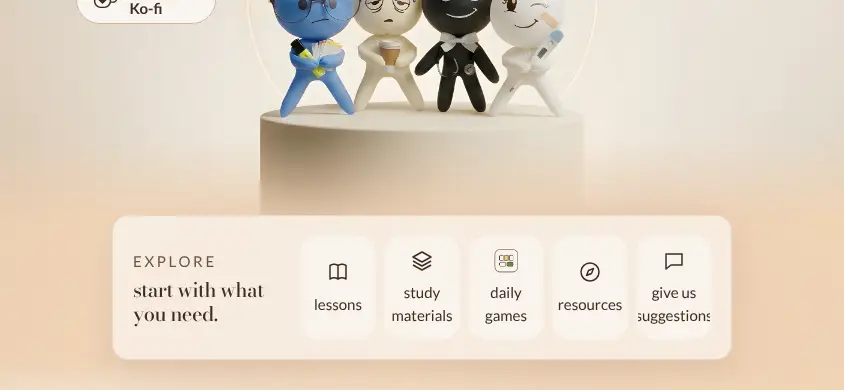 Ko-fi
EXPLORE
start with what
you need.
lessons
study
materials
daily
games
resources
give us
suggestions